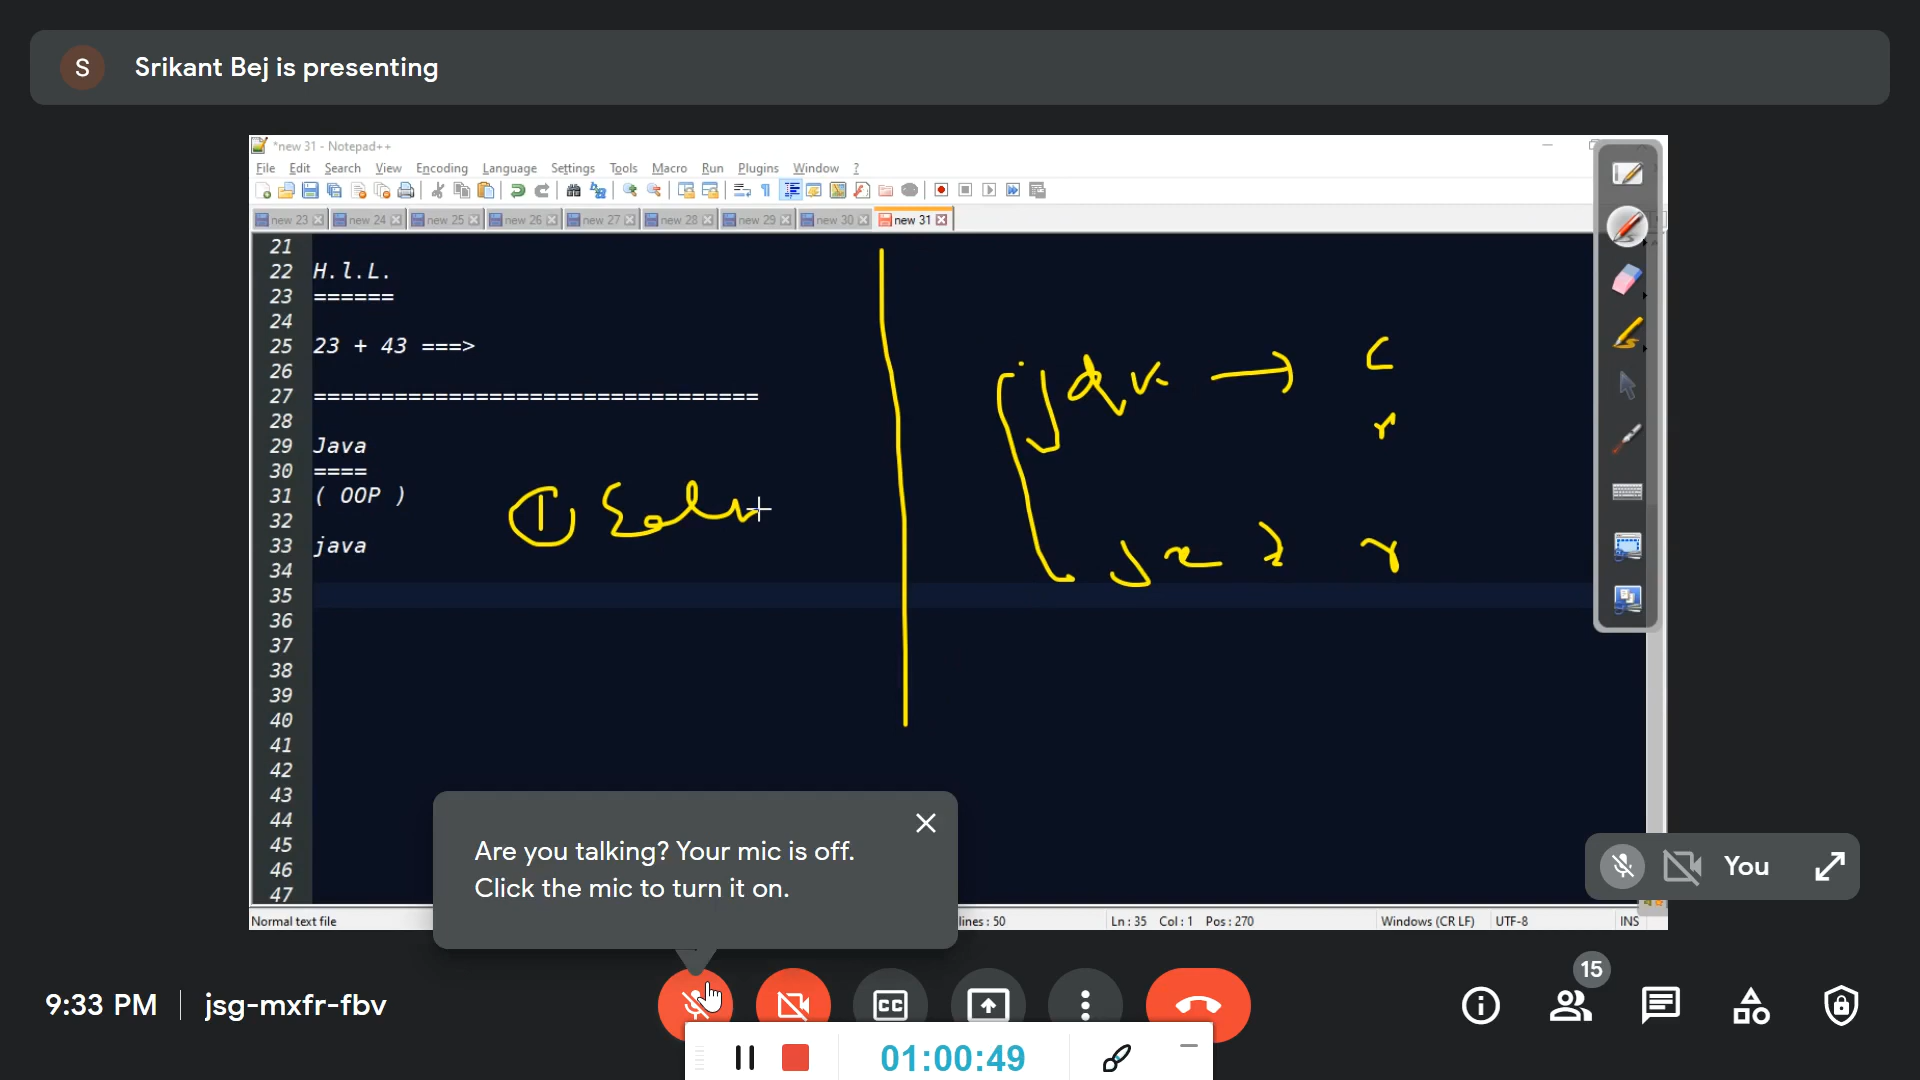 S Srikant Bej is presenting
*new 31 - Notepad++
File Edit Search View Encoding Language Settings Tools Macro Run Plugins Window ?
new 23 new 24 new 25 new 26 new 27 new 28 new 29 new 30 new 31
21
22 H.l.L.
23 ======
24
25 23 + 43 ===>
26
27 =================================
28
29 Java
30 ====
31 ( OOP )
32
33 java
34
35
36
37
38
39
40
41
42
43
44
45
46
47
jdk → c
r
1
r
Are you talking? Your mic is off.
Click the mic to turn it on.
You
Normal text file
lines : 50
Ln : 35 Col : 1 Pos : 270
Windows (CR LF)
UTF-8
INS
9:33 PM
jsg-mxfr-fbv
CC
15
01:00:49